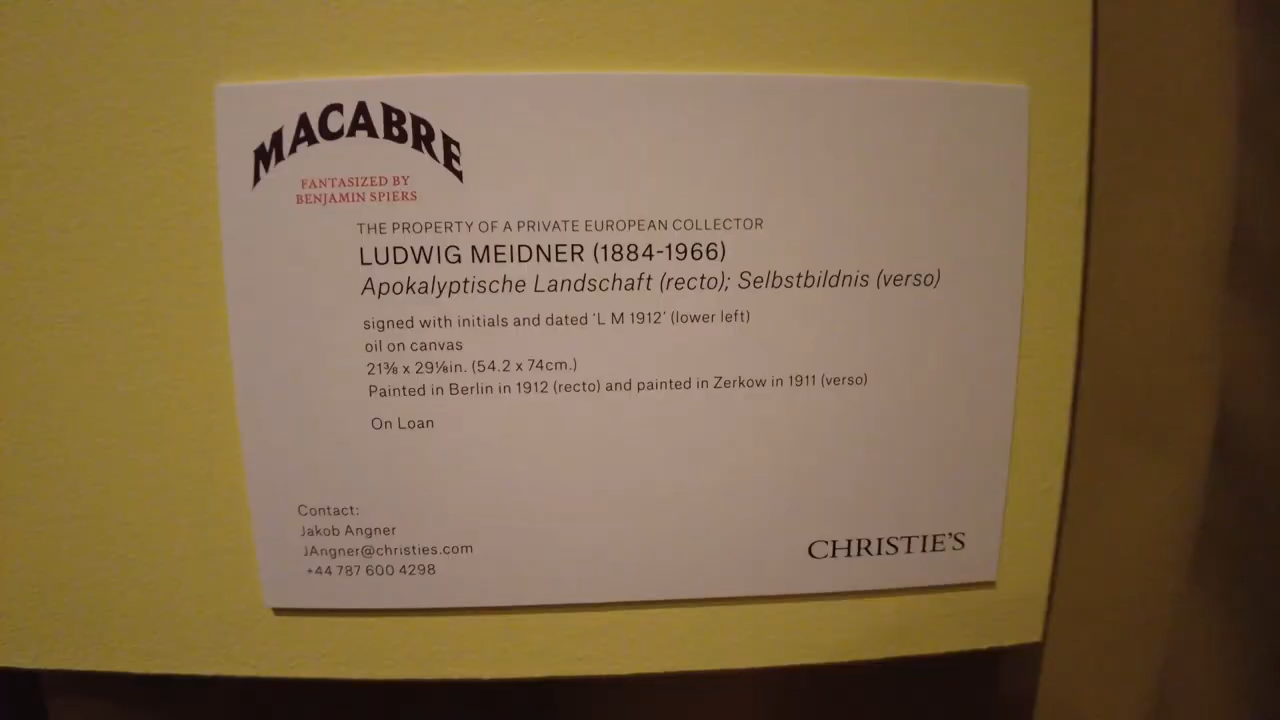 MACABRE
FANTASIZED BY
BENJAMIN SPIERS
THE PROPERTY OF A PRIVATE EUROPEAN COLLECTOR
LUDWIG MEIDNER (1884-1966)
Apokalyptische Landschaft (recto); Selbstbildnis (verso)
signed with initials and dated ‘L M 1912’ (lower left)
oil on canvas
21⅜ x 29⅛in. (54.2 x 74cm.)
Painted in Berlin in 1912 (recto) and painted in Zerkow in 1911 (verso)
On Loan
Contact:
Jakob Angner
JAngner@christies.com
+44 787 600 4298
CHRISTIE'S